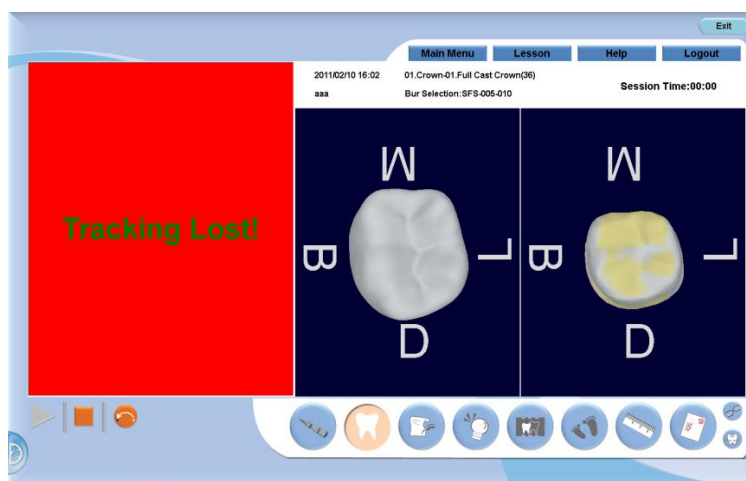 Exit
Main Menu Lesson Help Logout
2011/02/10 16:02 01.Crown-01.Full Cast Crown(36)
aaa Bur Selection:SFS-005-010 Session Time:00:00
Tracking Lost!
M M
B L B L
D D